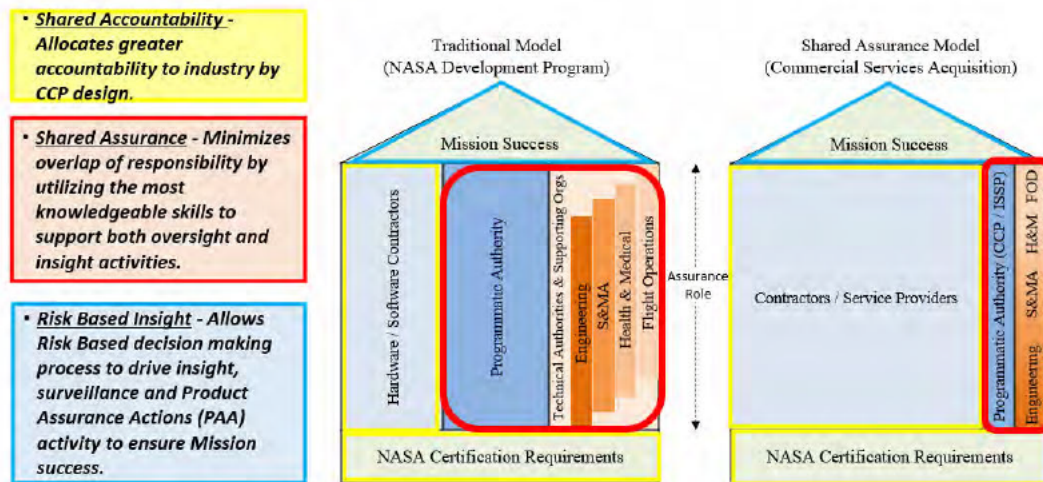 • Shared Accountability -
Allocates greater
accountability to industry by
CCP design.
• Shared Assurance - Minimizes
overlap of responsibility by
utilizing the most
knowledgeable skills to
support both oversight and
insight activities.
• Risk Based Insight - Allows
Risk Based decision making
process to drive insight,
surveillance and Product
Assurance Actions (PAA)
activity to ensure Mission
success.
Traditional Model
(NASA Development Program)
Mission Success
Hardware / Software Contractors
Programmatic Authority
Technical Authorities & Supporting Orgs
Engineering
S&MA
Health & Medical
Flight Operations
NASA Certification Requirements
Assurance
Role
Shared Assurance Model
(Commercial Services Acquisition)
Mission Success
Contractors / Service Providers
Programmatic Authority (CCP / ISSP)
Engineering S&MA H&M FOD
NASA Certification Requirements